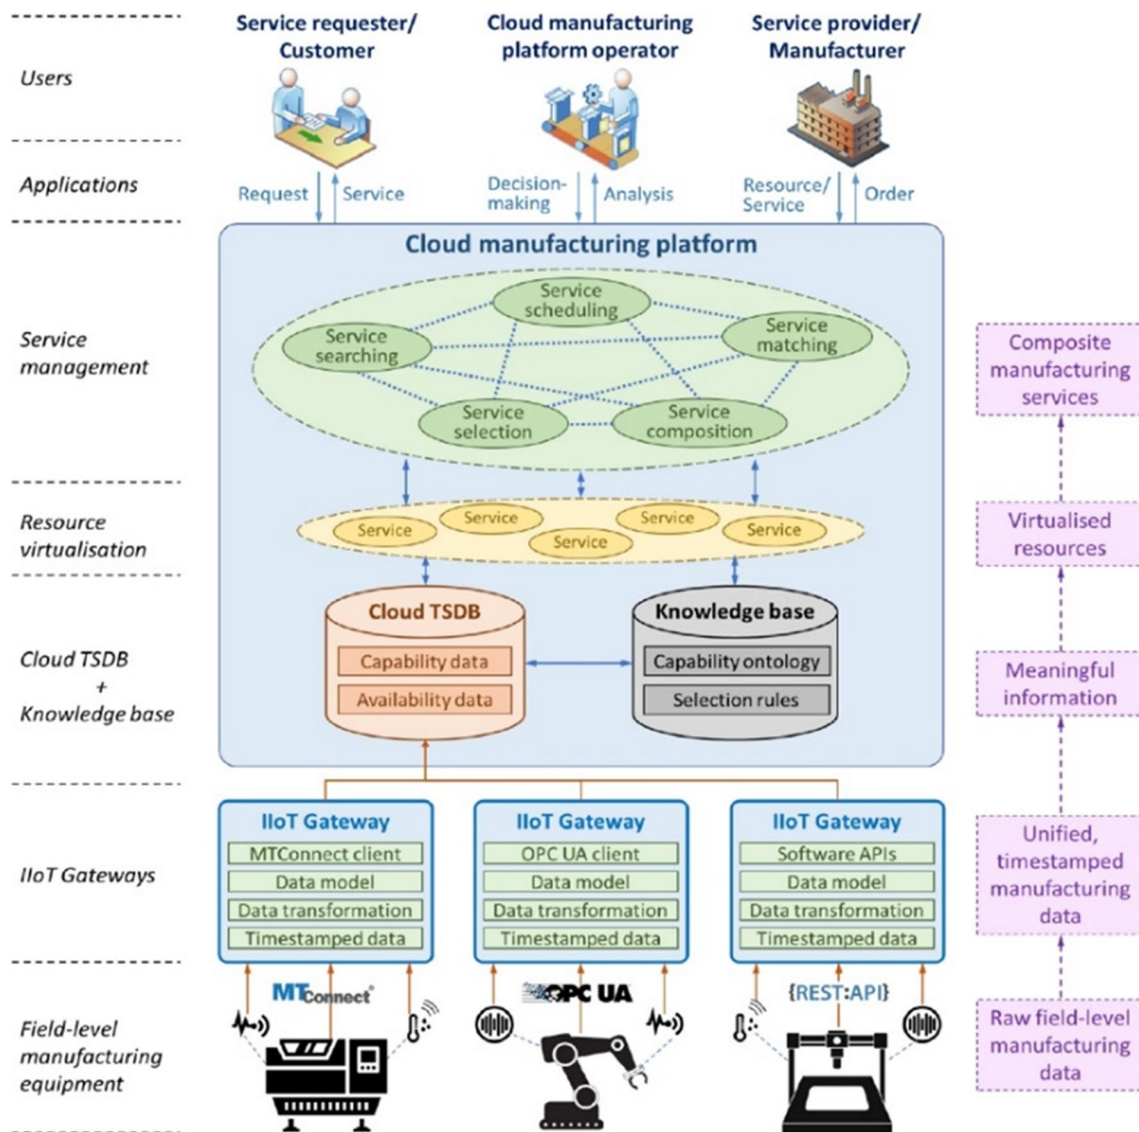 Service requester/
Customer
Cloud manufacturing
platform operator
Service provider/
Manufacturer
Users
Applications
Request
Service
Decision-
making
Analysis
Resource/
Service
Order
Cloud manufacturing platform
Service
management
Service
scheduling
Service
searching
Service
matching
Service
selection
Service
composition
Composite
manufacturing
services
Resource
virtualisation
Service
Service
Service
Service
Service
Virtualised
resources
Cloud TSDB
+
Knowledge base
Cloud TSDB
Capability data
Availability data
Knowledge base
Capability ontology
Selection rules
Meaningful
information
IIoT Gateways
IIoT Gateway
MTConnect client
Data model
Data transformation
Timestamped data
IIoT Gateway
OPC UA client
Data model
Data transformation
Timestamped data
IIoT Gateway
Software APIs
Data model
Data transformation
Timestamped data
Unified,
timestamped
manufacturing
data
Field-level
manufacturing
equipment
MTConnect®
OPC UA
{REST:API}
Raw field-level
manufacturing
data